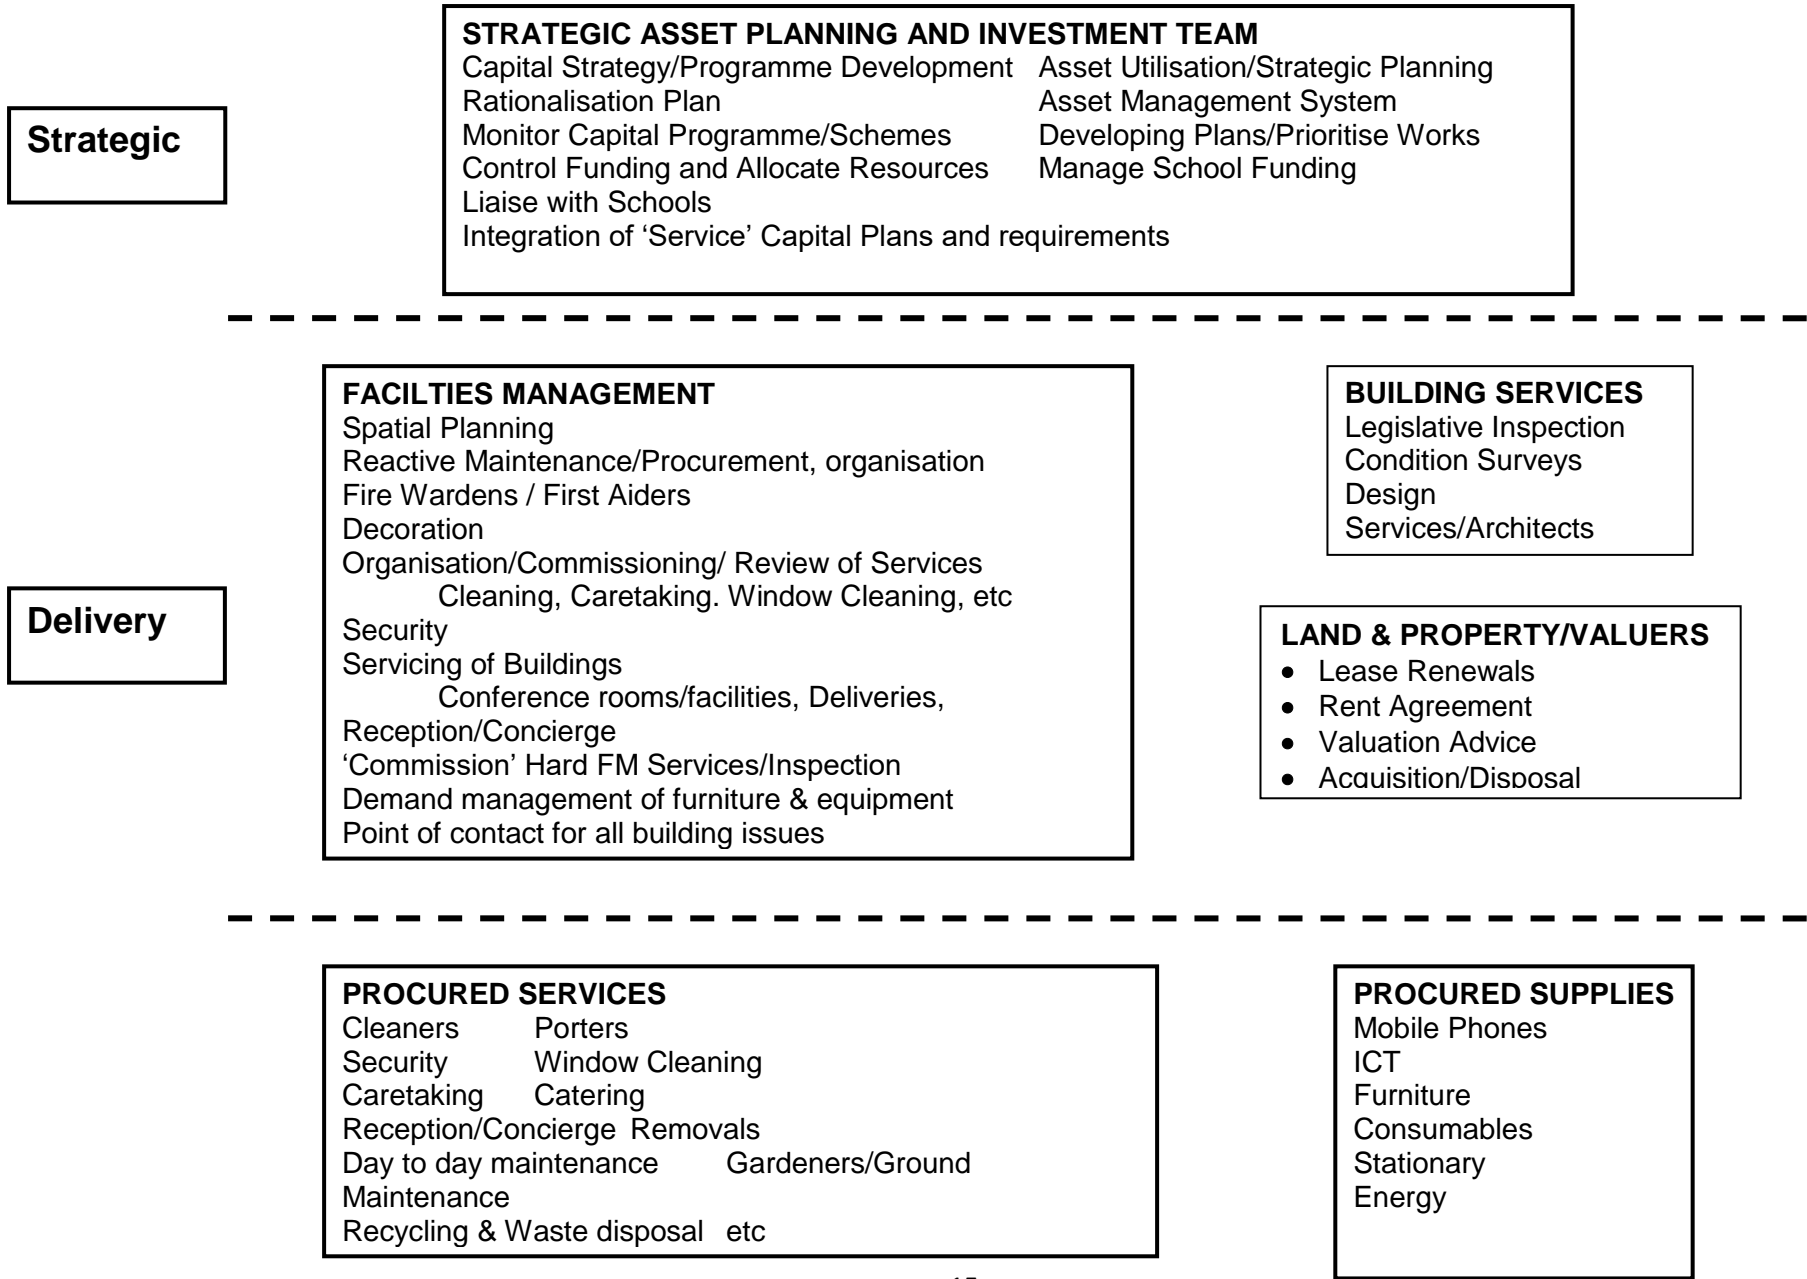 STRATEGIC ASSET PLANNING AND INVESTMENT TEAM
Capital Strategy/Programme Development Asset Utilisation/Strategic Planning
Rationalisation Plan Asset Management System
Monitor Capital Programme/Schemes Developing Plans/Prioritise Works
Control Funding and Allocate Resources Manage School Funding
Liaise with Schools
Integration of ‘Service’ Capital Plans and requirements
Strategic
FACILTIES MANAGEMENT
Spatial Planning
Reactive Maintenance/Procurement, organisation
Fire Wardens / First Aiders
Decoration
Organisation/Commissioning/ Review of Services
Cleaning, Caretaking. Window Cleaning, etc
Security
Servicing of Buildings
Conference rooms/facilities, Deliveries,
Reception/Concierge
‘Commission’ Hard FM Services/Inspection
Demand management of furniture & equipment
Point of contact for all building issues
BUILDING SERVICES
Legislative Inspection
Condition Surveys
Design
Services/Architects
Delivery
LAND & PROPERTY/VALUERS
• Lease Renewals
• Rent Agreement
• Valuation Advice
• Acquisition/Disposal
PROCURED SERVICES
Cleaners Porters
Security Window Cleaning
Caretaking Catering
Reception/Concierge Removals
Day to day maintenance Gardeners/Ground
Maintenance
Recycling & Waste disposal etc
PROCURED SUPPLIES
Mobile Phones
ICT
Furniture
Consumables
Stationary
Energy